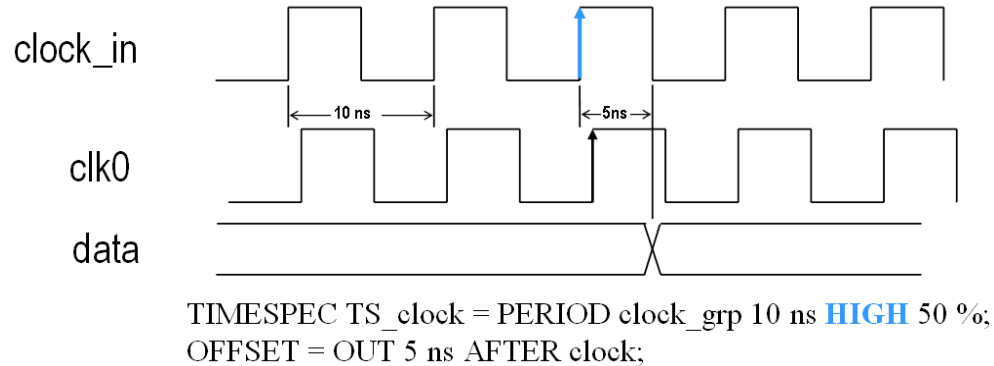 clock_in
10 ns
5ns
clk0
data
TIMESPEC TS_clock = PERIOD clock_grp 10 ns HIGH 50 %;
OFFSET = OUT 5 ns AFTER clock;